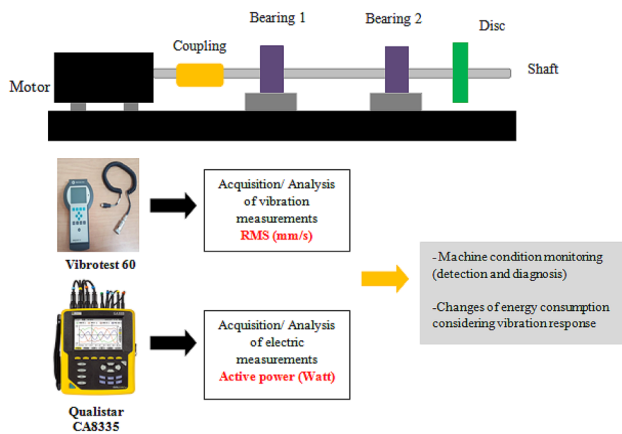 Bearing 1
Bearing 2
Disc
Coupling
Shaft
Motor
Acquisition/ Analysis
of vibration
measurements
RMS (mm/s)
Vibrotest 60
- Machine condition monitoring
(detection and diagnosis)
-Changes of energy consumption
considering vibration response
Acquisition/ Analysis
of electric
measurements
Active power (Watt)
Qualistar
CA8335